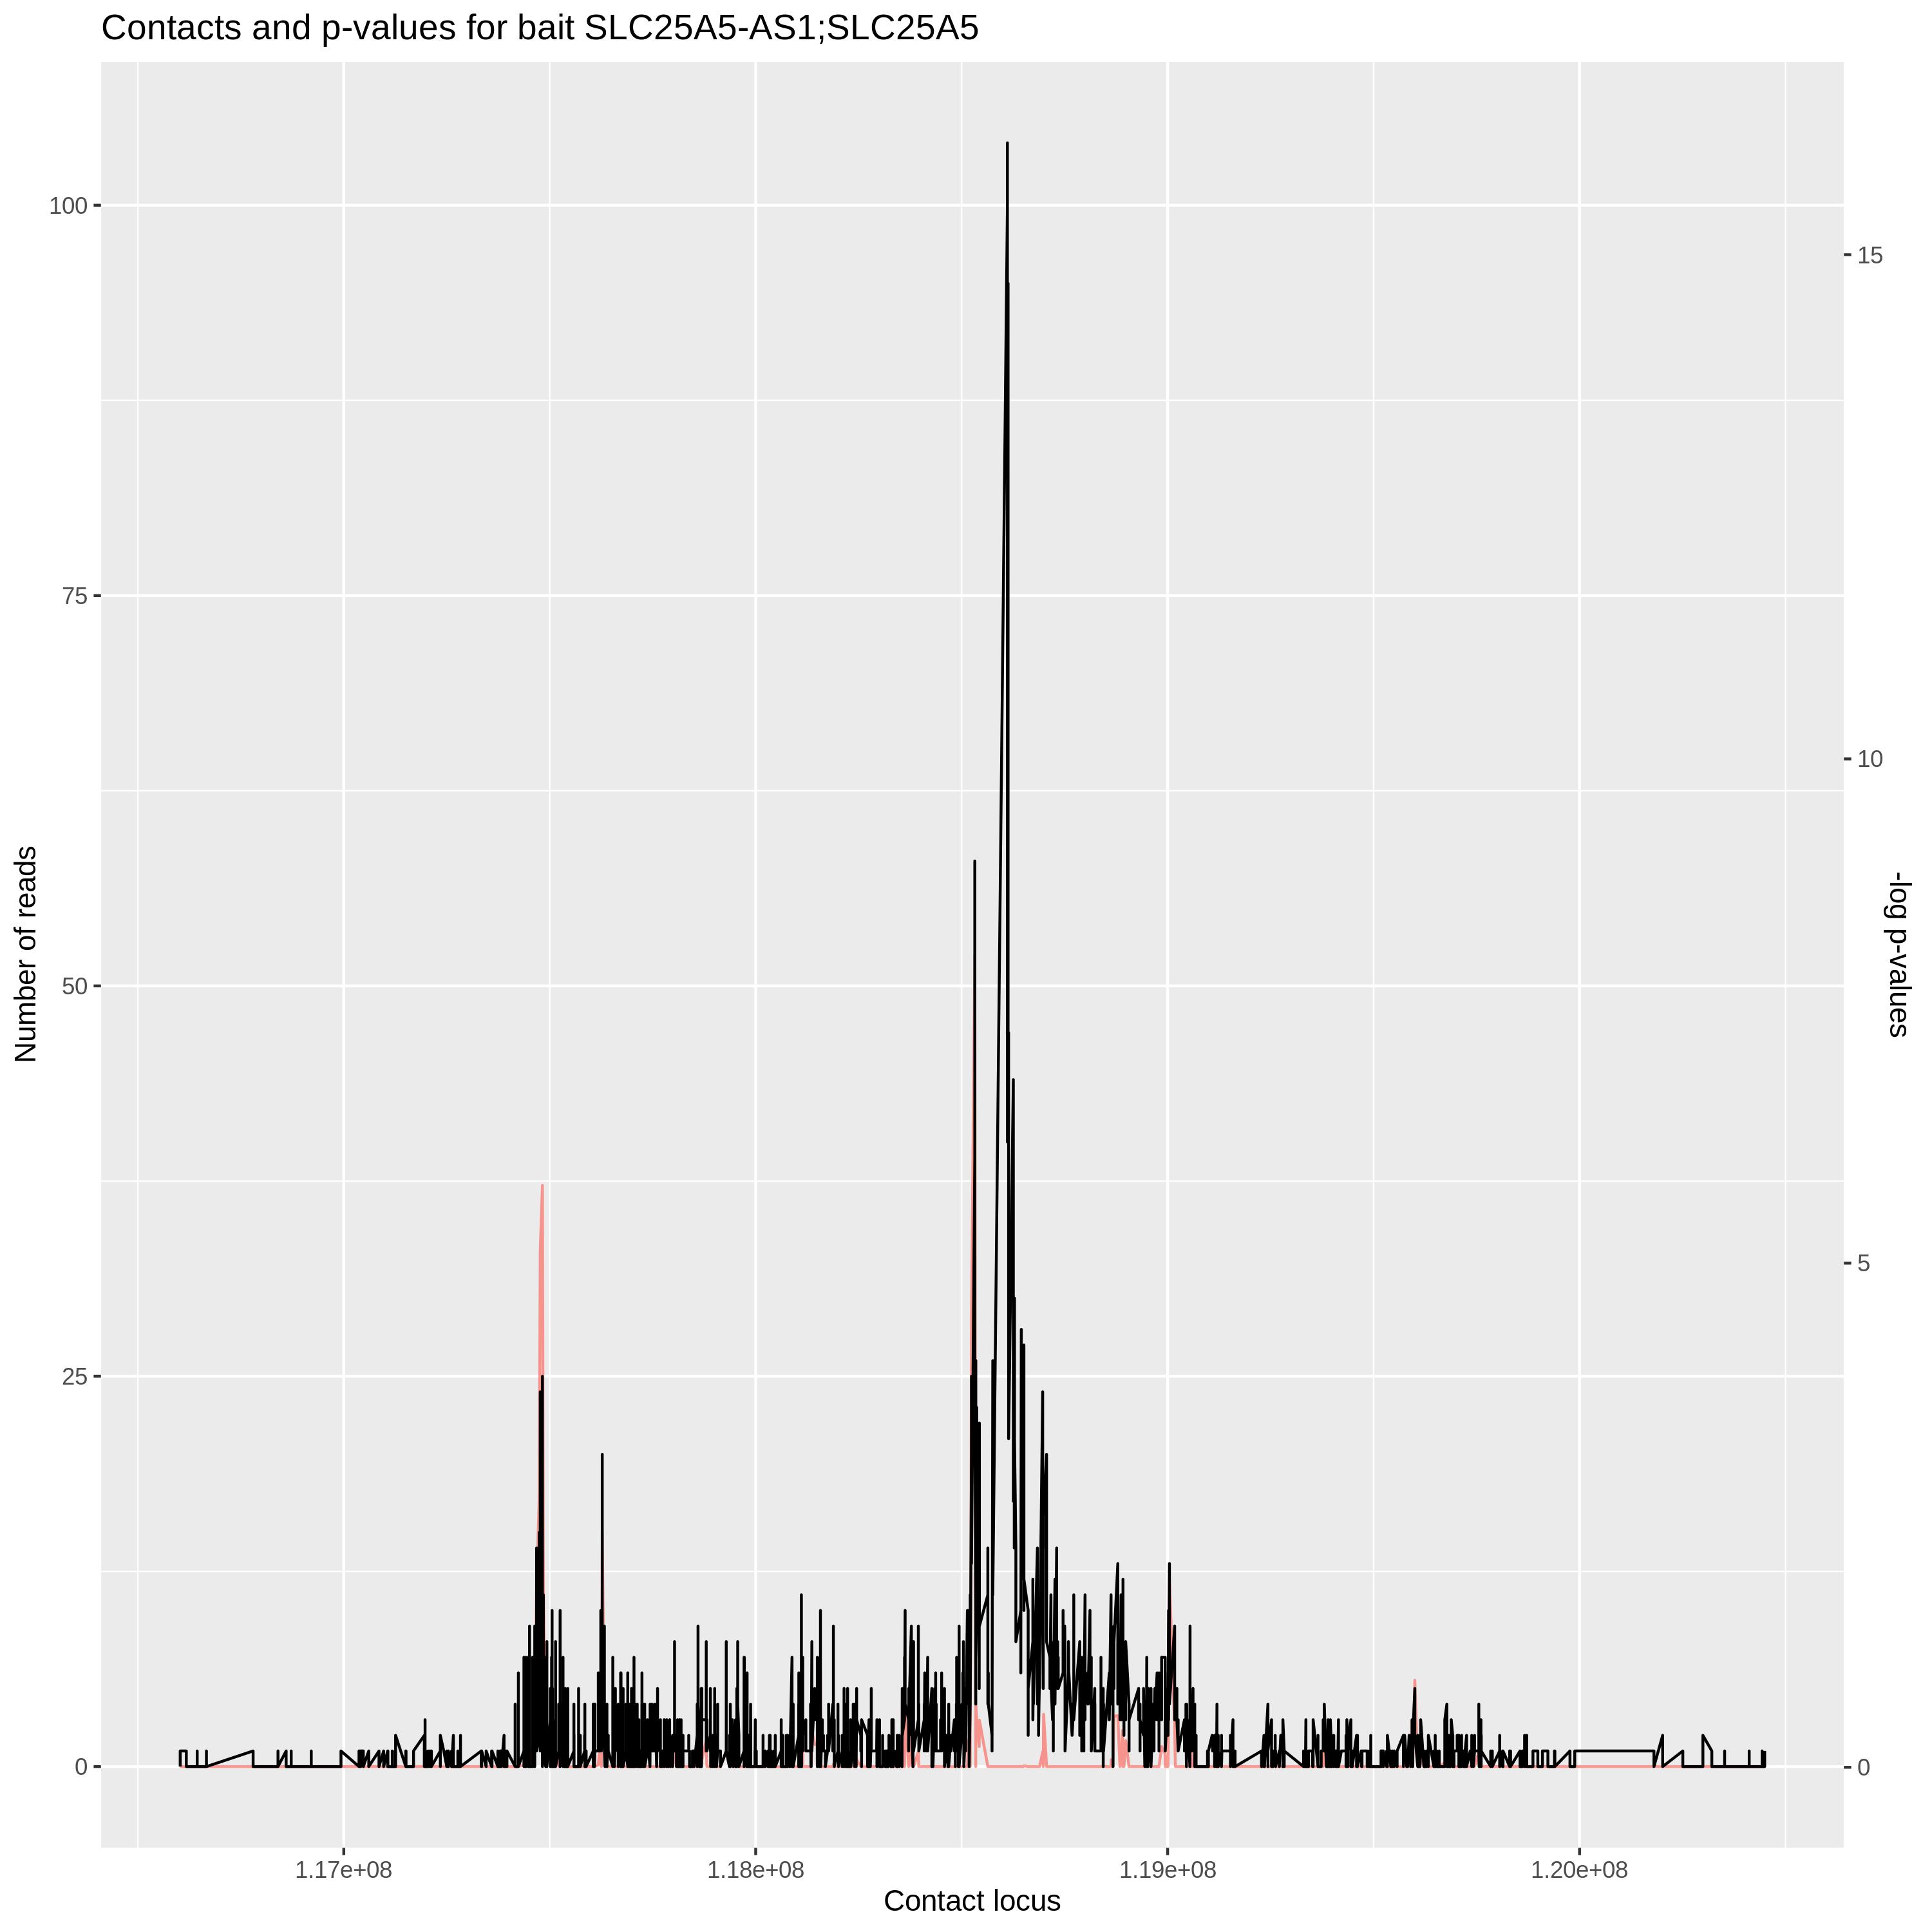 Contacts and p-values for bait SLC25A5-AS1;SLC25A5
100
75
50
25
0
Number of reads
15
10
5
0
-log p-values
1.17e+08
1.18e+08
1.19e+08
1.20e+08
Contact locus